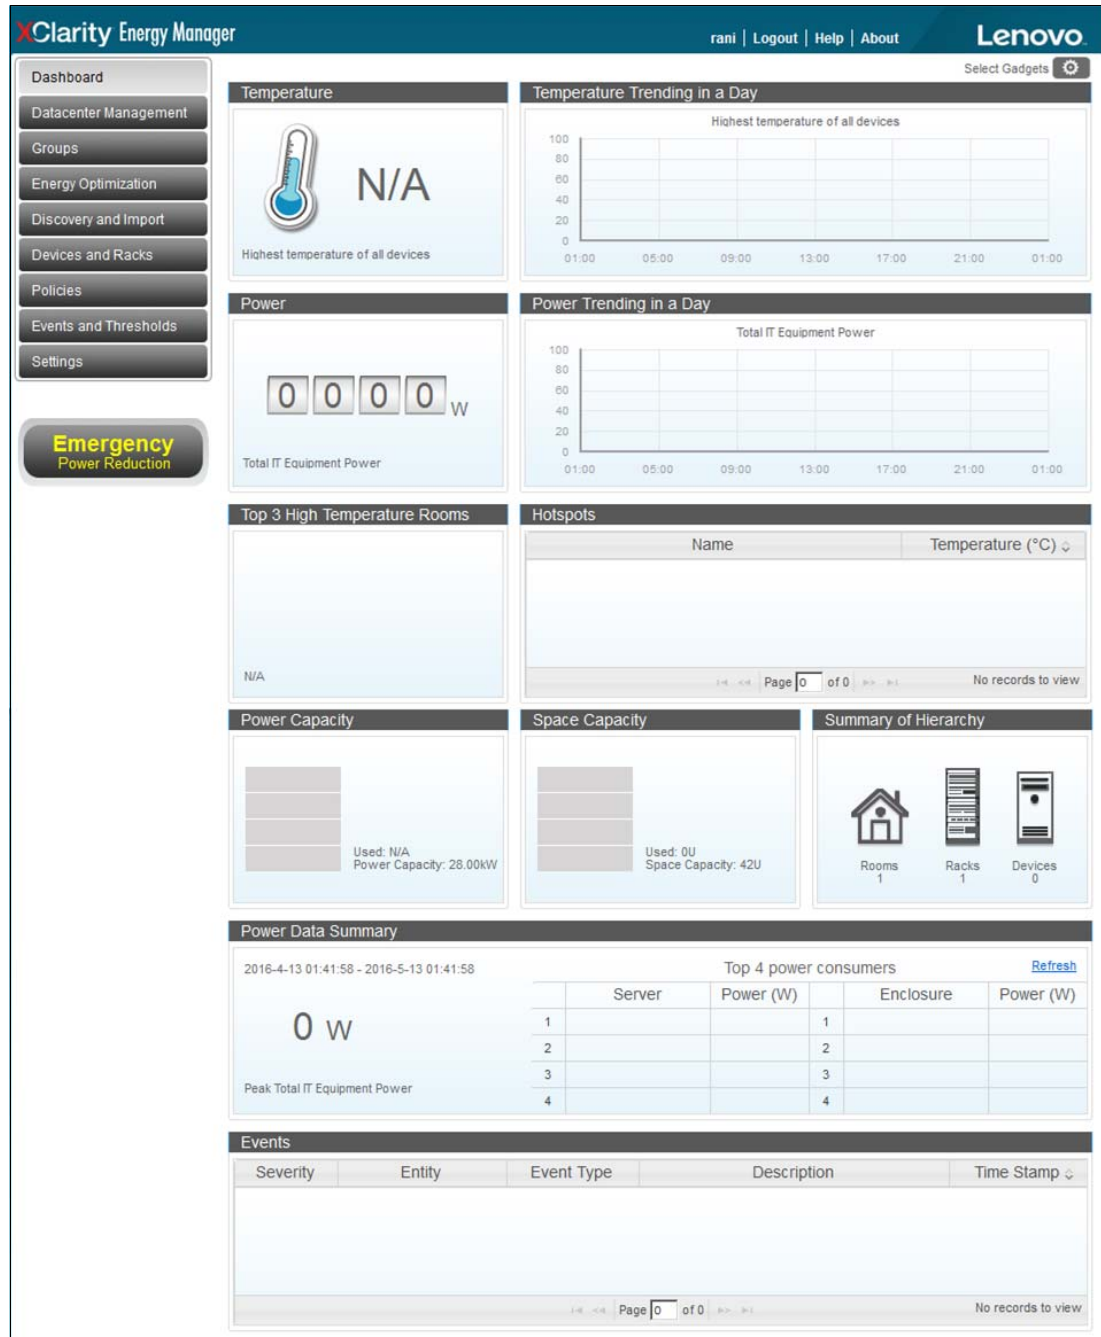 XClarity Energy Manager
rani | Logout | Help | About
Lenovo
Select Gadgets
Dashboard
Datacenter Management
Groups
Energy Optimization
Discovery and Import
Devices and Racks
Policies
Events and Thresholds
Settings
Emergency
Power Reduction
Temperature
N/A
Highest temperature of all devices
Temperature Trending in a Day
Highest temperature of all devices
100
80
60
40
20
0
01:00 05:00 09:00 13:00 17:00 21:00 01:00
Power
0 0 0 0 W
Total IT Equipment Power
Power Trending in a Day
Total IT Equipment Power
100
80
60
40
20
0
01:00 05:00 09:00 13:00 17:00 21:00 01:00
Top 3 High Temperature Rooms
N/A
Hotspots
Name Temperature (°C)
Page 0 of 0 No records to view
Power Capacity
Used: N/A
Power Capacity: 28.00kW
Space Capacity
Used: 0U
Space Capacity: 42U
Summary of Hierarchy
Rooms Racks Devices
1 1 0
Power Data Summary
2016-4-13 01:41:58 - 2016-5-13 01:41:58
0 W
Peak Total IT Equipment Power
Top 4 power consumers Refresh
Server Power (W) Enclosure Power (W)
1 1
2 2
3 3
4 4
Events
Severity Entity Event Type Description Time Stamp
Page 0 of 0 No records to view